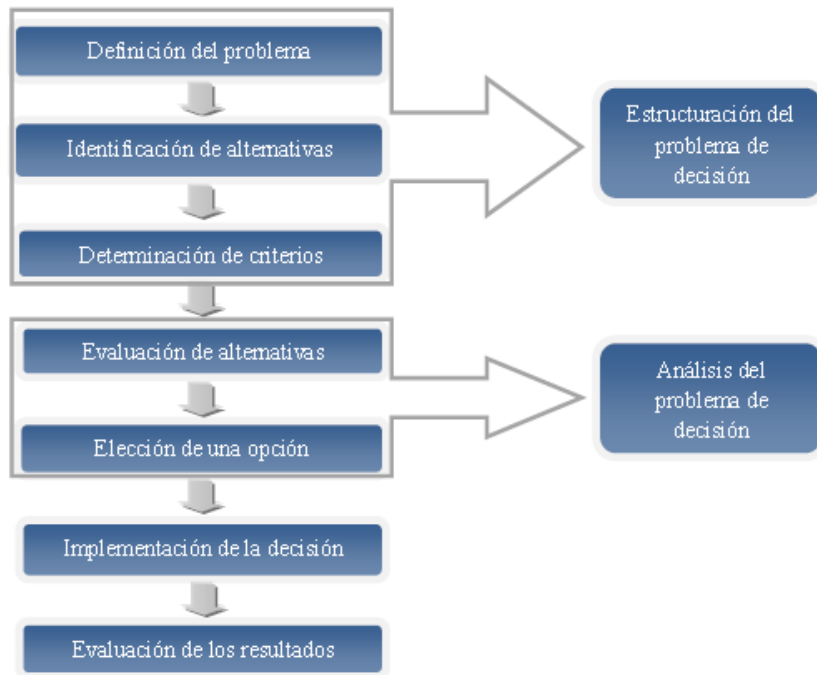 Definición del problema
Identificación de alternativas
Determinación de criterios
Estructuración del
problema de
decisión
Evaluación de alternativas
Elección de una opción
Análisis del
problema de
decisión
Implementación de la decisión
Evaluación de los resultados